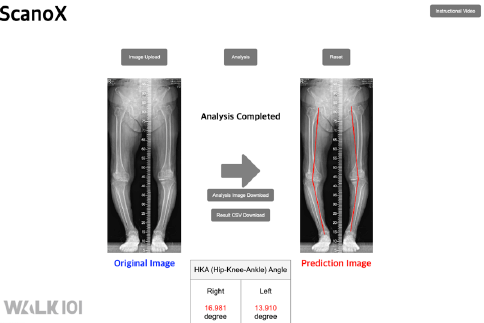 ScanoX
Instructional Video
Image Upload
Analysis
Reset
Analysis Completed
Analysis Image Download
Result CSV Download
Original Image
Prediction Image
HKA (Hip-Knee-Ankle) Angle
Right
Left
16.981
13.910
degree
degree
WALK101